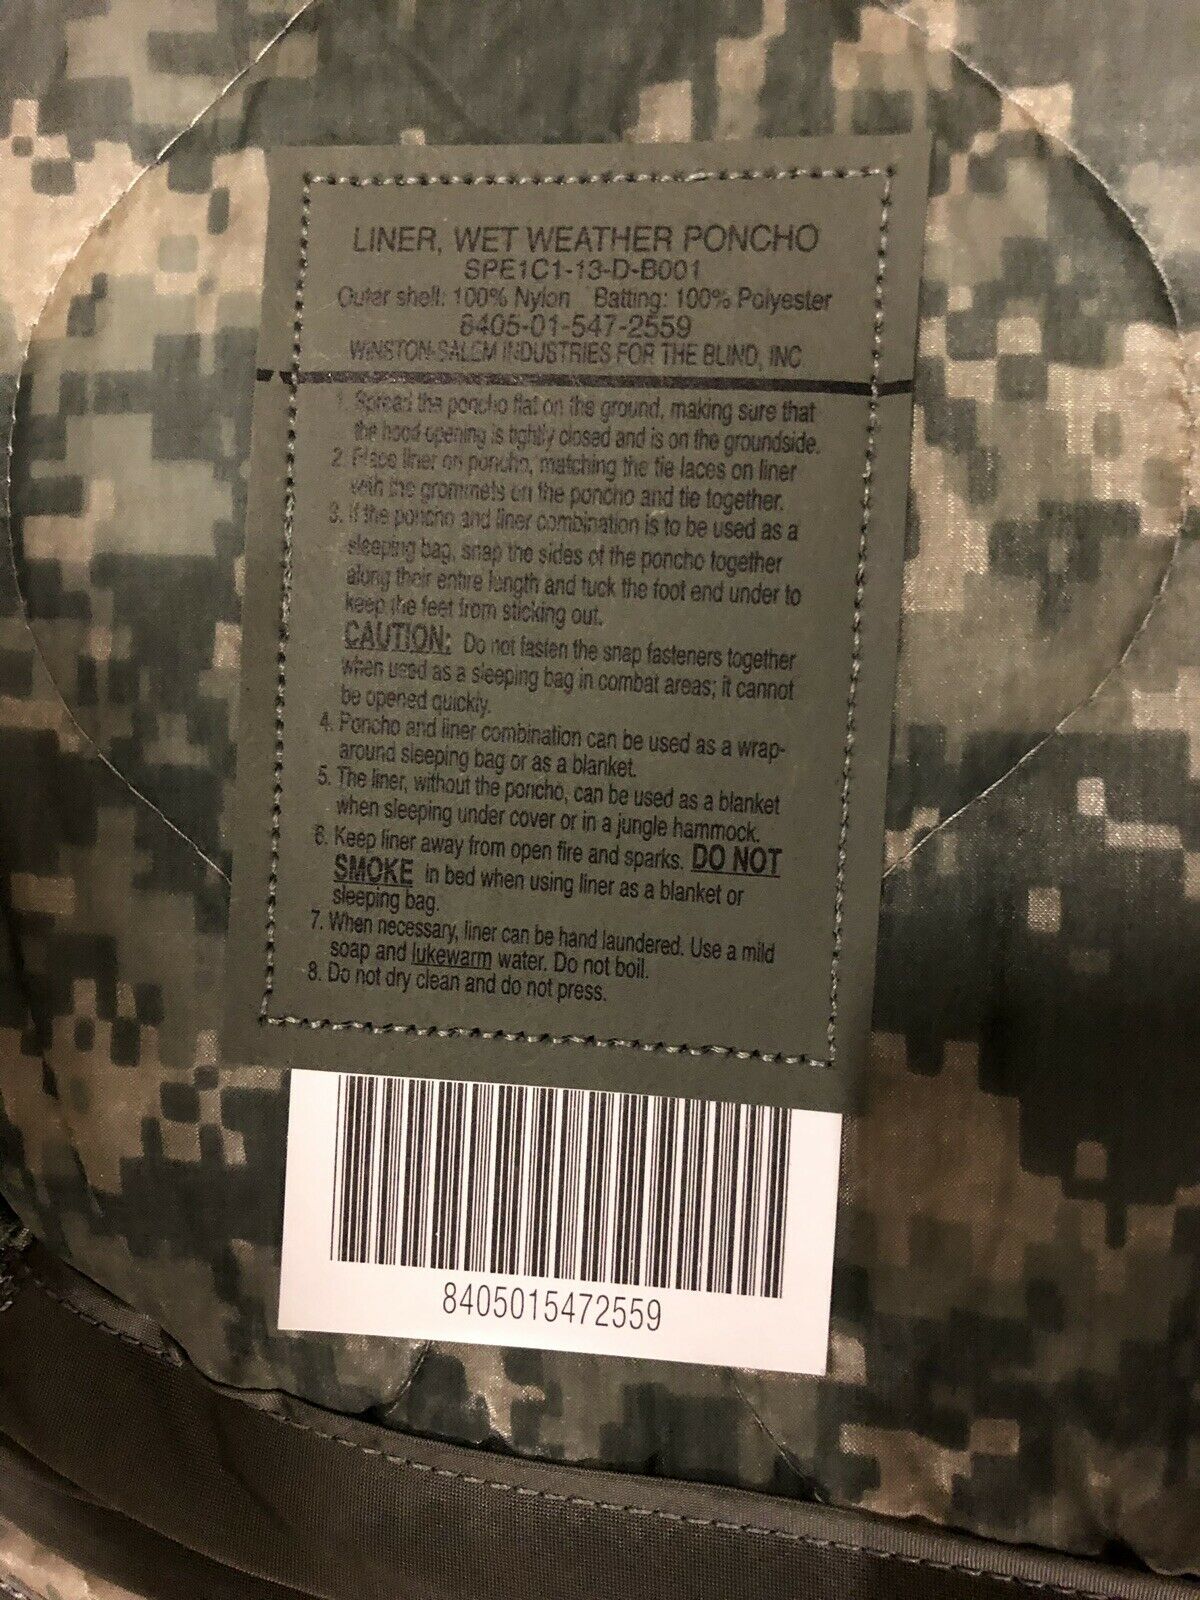 LINER, WET WEATHER PONCHO
SPE1C1-13-D-B001
Outer shell: 100% Nylon Batting: 100% Polyester
8405-01-547-2559
WINSTON-SALEM INDUSTRIES FOR THE BLIND, INC
1. Spread the poncho flat on the ground, making sure that
the hood opening is tightly closed and is on the groundside.
2. Place liner on poncho, matching the tie laces on liner
with the grommets on the poncho and tie together.
3. If the poncho and liner combination is to be used as a
sleeping bag, snap the sides of the poncho together
along their entire length and tuck the foot end under to
keep the feet from sticking out.
CAUTION: Do not fasten the snap fasteners together
when used as a sleeping bag in combat areas; it cannot
be opened quickly.
4. Poncho and liner combination can be used as a wrap-
around sleeping bag or as a blanket.
5. The liner, without the poncho, can be used as a blanket
when sleeping under cover or in a jungle hammock.
6. Keep liner away from open fire and sparks. DO NOT
SMOKE in bed when using liner as a blanket or
sleeping bag.
7. When necessary, liner can be hand laundered. Use a mild
soap and lukewarm water. Do not boil.
8. Do not dry clean and do not press.
8405015472559